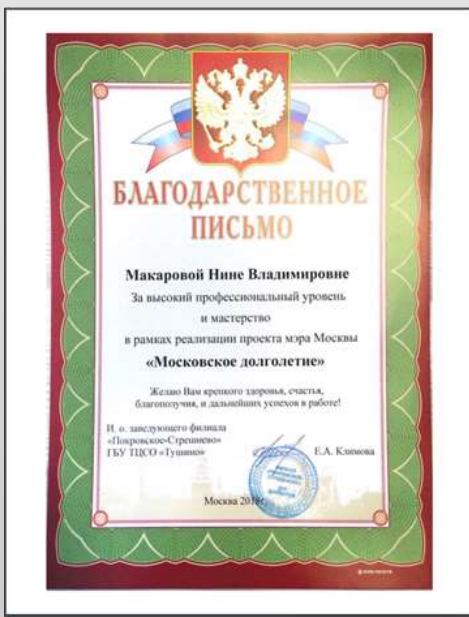 БЛАГОДАРСТВЕННОЕ
ПИСЬМО
Макаровой Нине Владимировне
За высокий профессиональный уровень
и мастерство
в рамках реализации проекта мэра Москвы
«Московское долголетие»
Желаю Вам крепкого здоровья, счастья,
благополучия, и дальнейших успехов в работе!
И. о. заведующего филиала
«Покровское-Стрешнево»
ГБУ ТЦСО «Тушино»
Е.А. Климова
Москва 2018г.